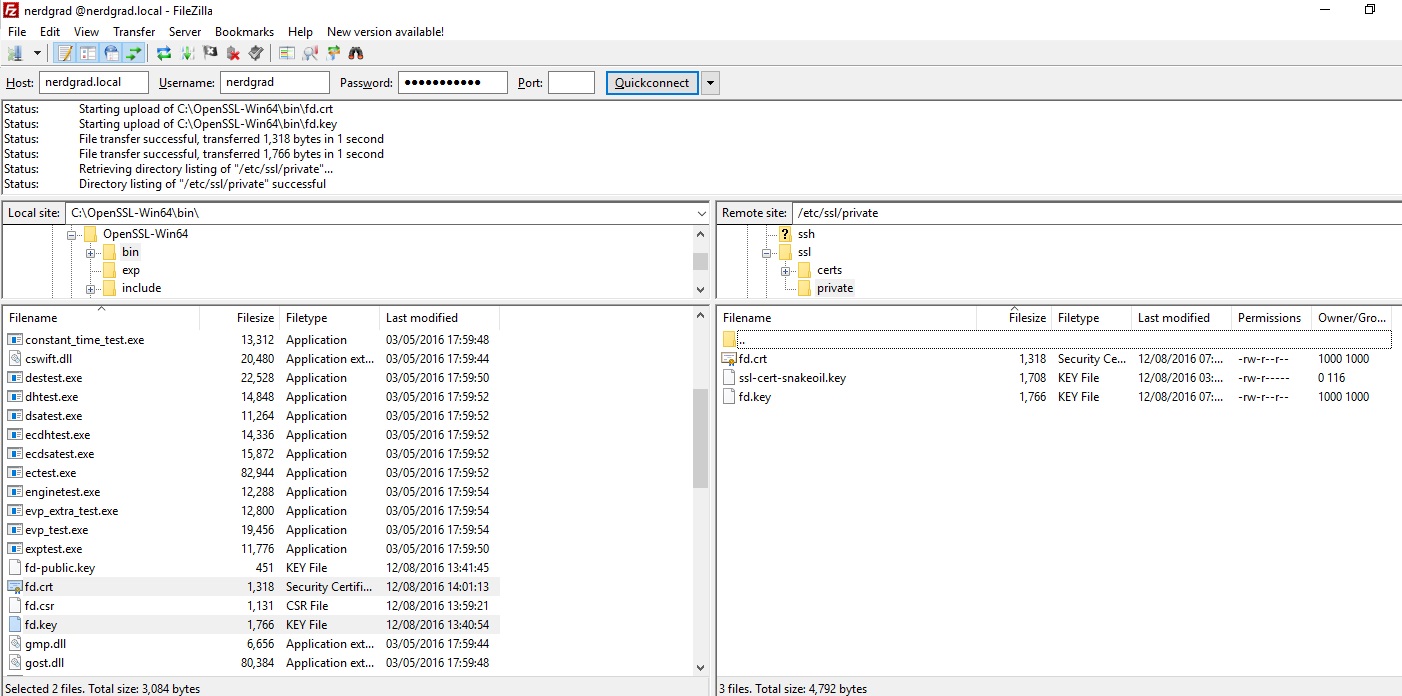 nerdgrad @nerdgrad.local - FileZilla
File Edit View Transfer Server Bookmarks Help New version available!
Host: nerdgrad.local Username: nerdgrad Password: ●●●●●●●●●●● Port: Quickconnect
Status: Starting upload of C:\OpenSSL-Win64\bin\fd.crt
Status: Starting upload of C:\OpenSSL-Win64\bin\fd.key
Status: File transfer successful, transferred 1,318 bytes in 1 second
Status: File transfer successful, transferred 1,766 bytes in 1 second
Status: Retrieving directory listing of "/etc/ssl/private"...
Status: Directory listing of "/etc/ssl/private" successful
Local site: C:\OpenSSL-Win64\bin\
OpenSSL-Win64
bin
exp
include
Filename Filesize Filetype Last modified
constant_time_test.exe 13,312 Application 03/05/2016 17:59:48
cswift.dll 20,480 Application ext... 03/05/2016 17:59:44
destest.exe 22,528 Application 03/05/2016 17:59:50
dhtest.exe 14,848 Application 03/05/2016 17:59:52
dsatest.exe 11,264 Application 03/05/2016 17:59:52
ecdhtest.exe 14,336 Application 03/05/2016 17:59:52
ecdsatest.exe 15,872 Application 03/05/2016 17:59:52
ectest.exe 82,944 Application 03/05/2016 17:59:52
enginetest.exe 12,288 Application 03/05/2016 17:59:54
evp_extra_test.exe 12,800 Application 03/05/2016 17:59:54
evp_test.exe 19,456 Application 03/05/2016 17:59:54
exptest.exe 11,776 Application 03/05/2016 17:59:50
fd-public.key 451 KEY File 12/08/2016 13:41:45
fd.crt 1,318 Security Certifi... 12/08/2016 14:01:13
fd.csr 1,131 CSR File 12/08/2016 13:59:21
fd.key 1,766 KEY File 12/08/2016 13:40:54
gmp.dll 6,656 Application ext... 03/05/2016 17:59:44
gost.dll 80,384 Application ext... 03/05/2016 17:59:48
Selected 2 files. Total size: 3,084 bytes
Remote site: /etc/ssl/private
? ssh
ssl
certs
private
Filename Filesize Filetype Last modified Permissions Owner/Gro...
..
fd.crt 1,318 Security Ce... 12/08/2016 07:... -rw-r--r-- 1000 1000
ssl-cert-snakeoil.key 1,708 KEY File 12/08/2016 03:... -rw-r----- 0 116
fd.key 1,766 KEY File 12/08/2016 07:... -rw-r--r-- 1000 1000
3 files. Total size: 4,792 bytes